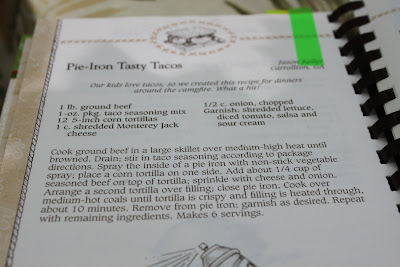 Pie-Iron Tasty Tacos
Carrollton, GA
Our kids love tacos, so we created this recipe for dinners
around the campfire. What a hit!
1 lb. ground beef
1-oz. pkg. taco seasoning mix
12 5-inch corn tortillas
1 c. shredded Monterey Jack
cheese
1/2 c. onion, chopped
Garnish: shredded lettuce,
diced tomato, salsa and
sour cream
Cook ground beef in a large skillet over medium-high heat until
browned. Drain; stir in taco seasoning according to package
directions. Spray the inside of a pie iron with non-stick vegetable
spray; place a corn tortilla on one side. Add about 1/4 cup of
seasoned beef on top of tortilla; sprinkle with cheese and onion.
Arrange a second tortilla over filling; close pie iron. Cook over
medium-hot coals until tortilla is crispy and filling is heated through,
about 10 minutes. Remove from pie iron; garnish as desired. Repeat
with remaining ingredients. Makes 6 servings.